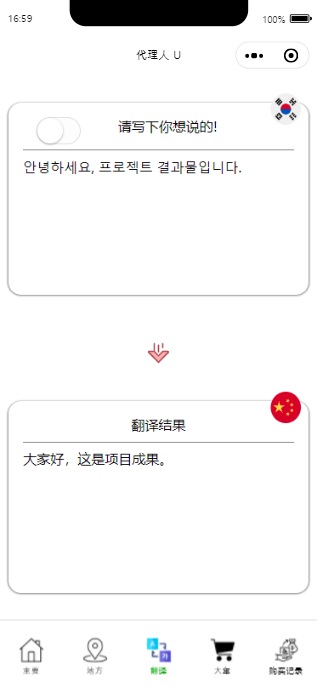 16:59
100%
代理人 U
请写下你想说的!
안녕하세요, 프로젝트 결과물입니다.
翻译结果
大家好，这是项目成果。
主要
地方
翻译
大车
购买记录